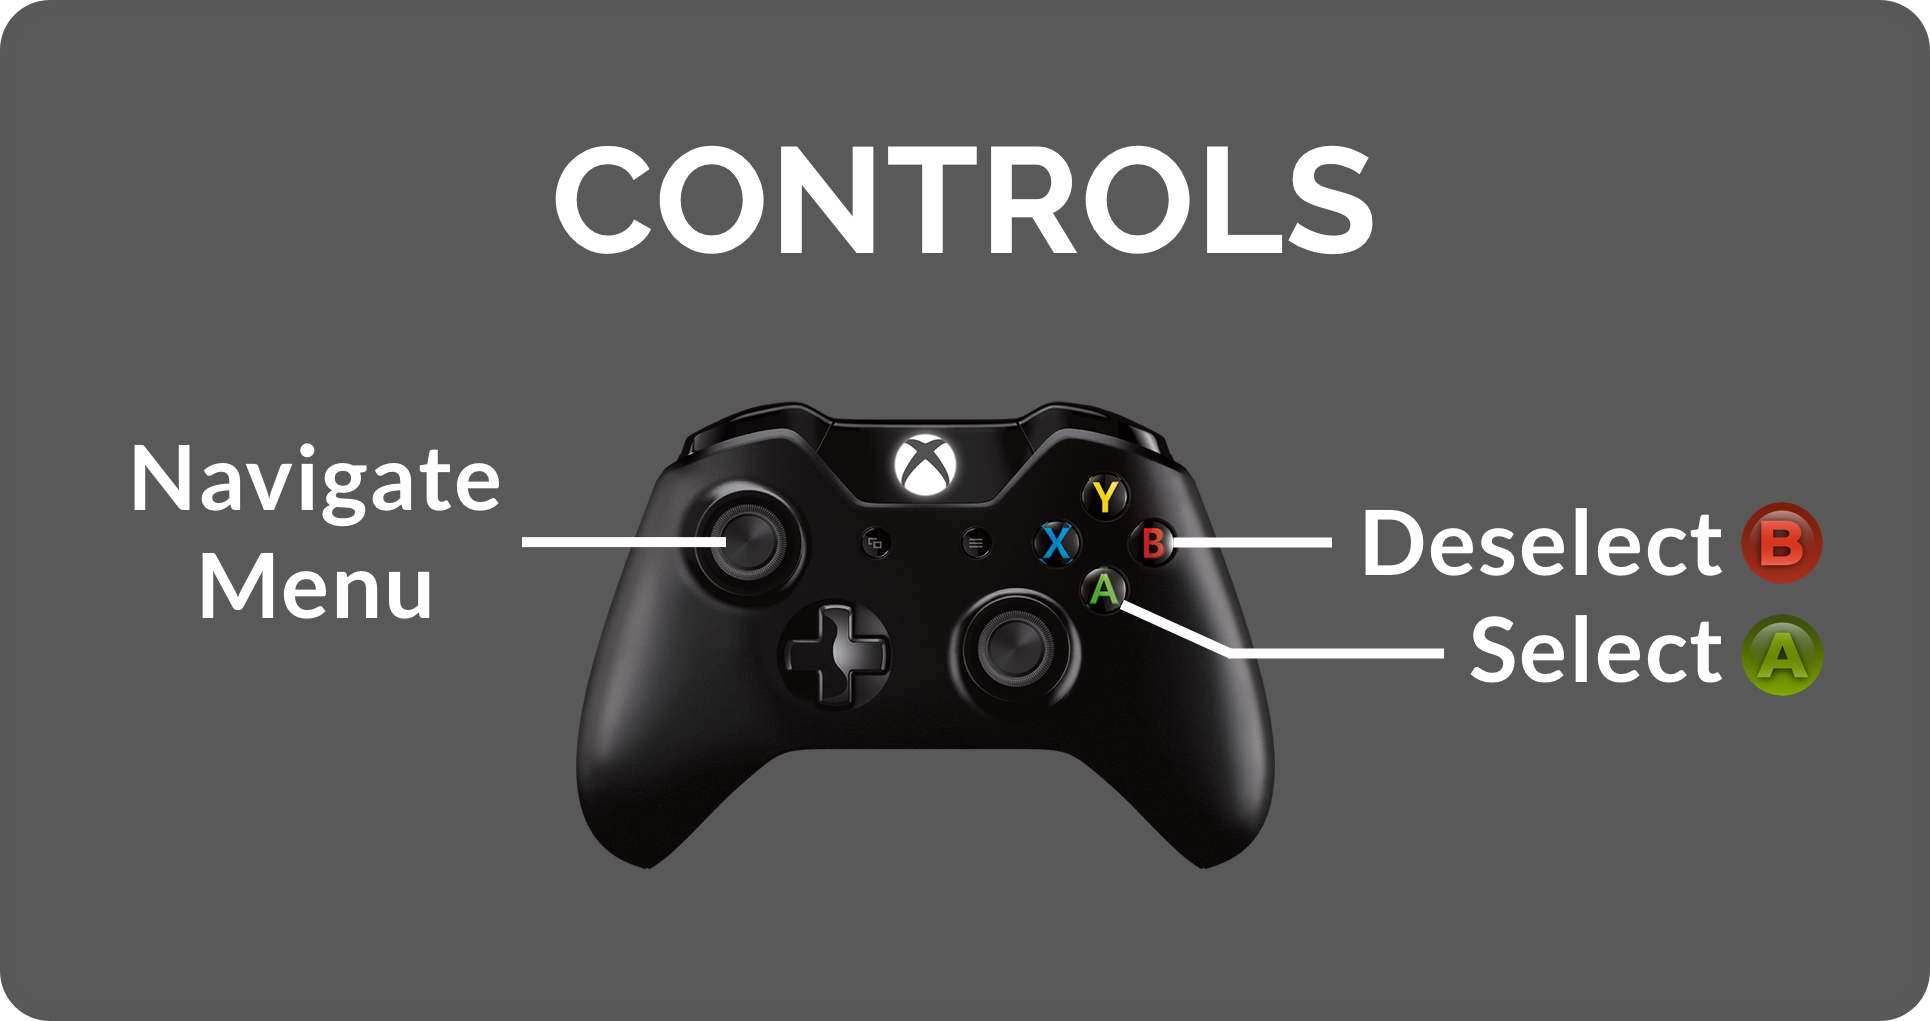 CONTROLS
Navigate
Menu
Y
X
B
A
Deselect B
Select A